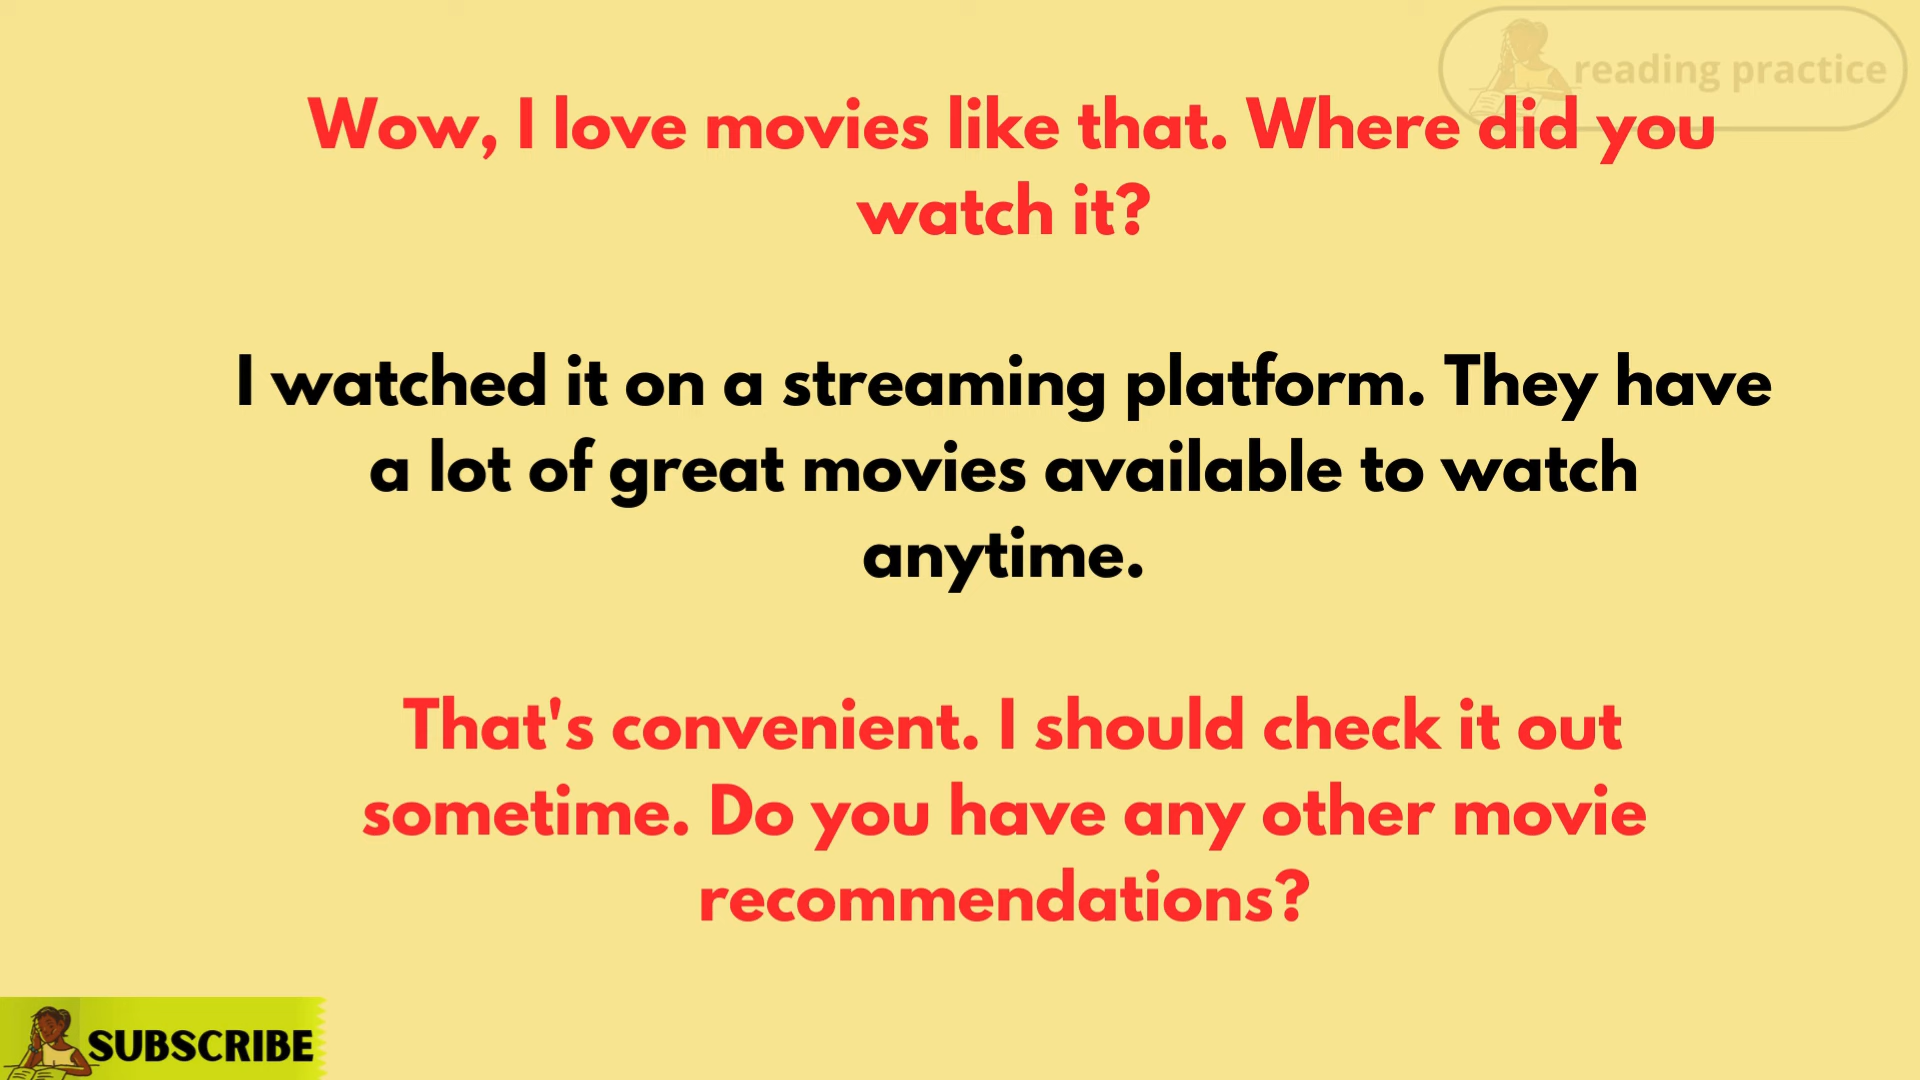 reading practice
Wow, I love movies like that. Where did you
watch it?
I watched it on a streaming platform. They have
a lot of great movies available to watch
anytime.
That's convenient. I should check it out
sometime. Do you have any other movie
recommendations?
SUBSCRIBE